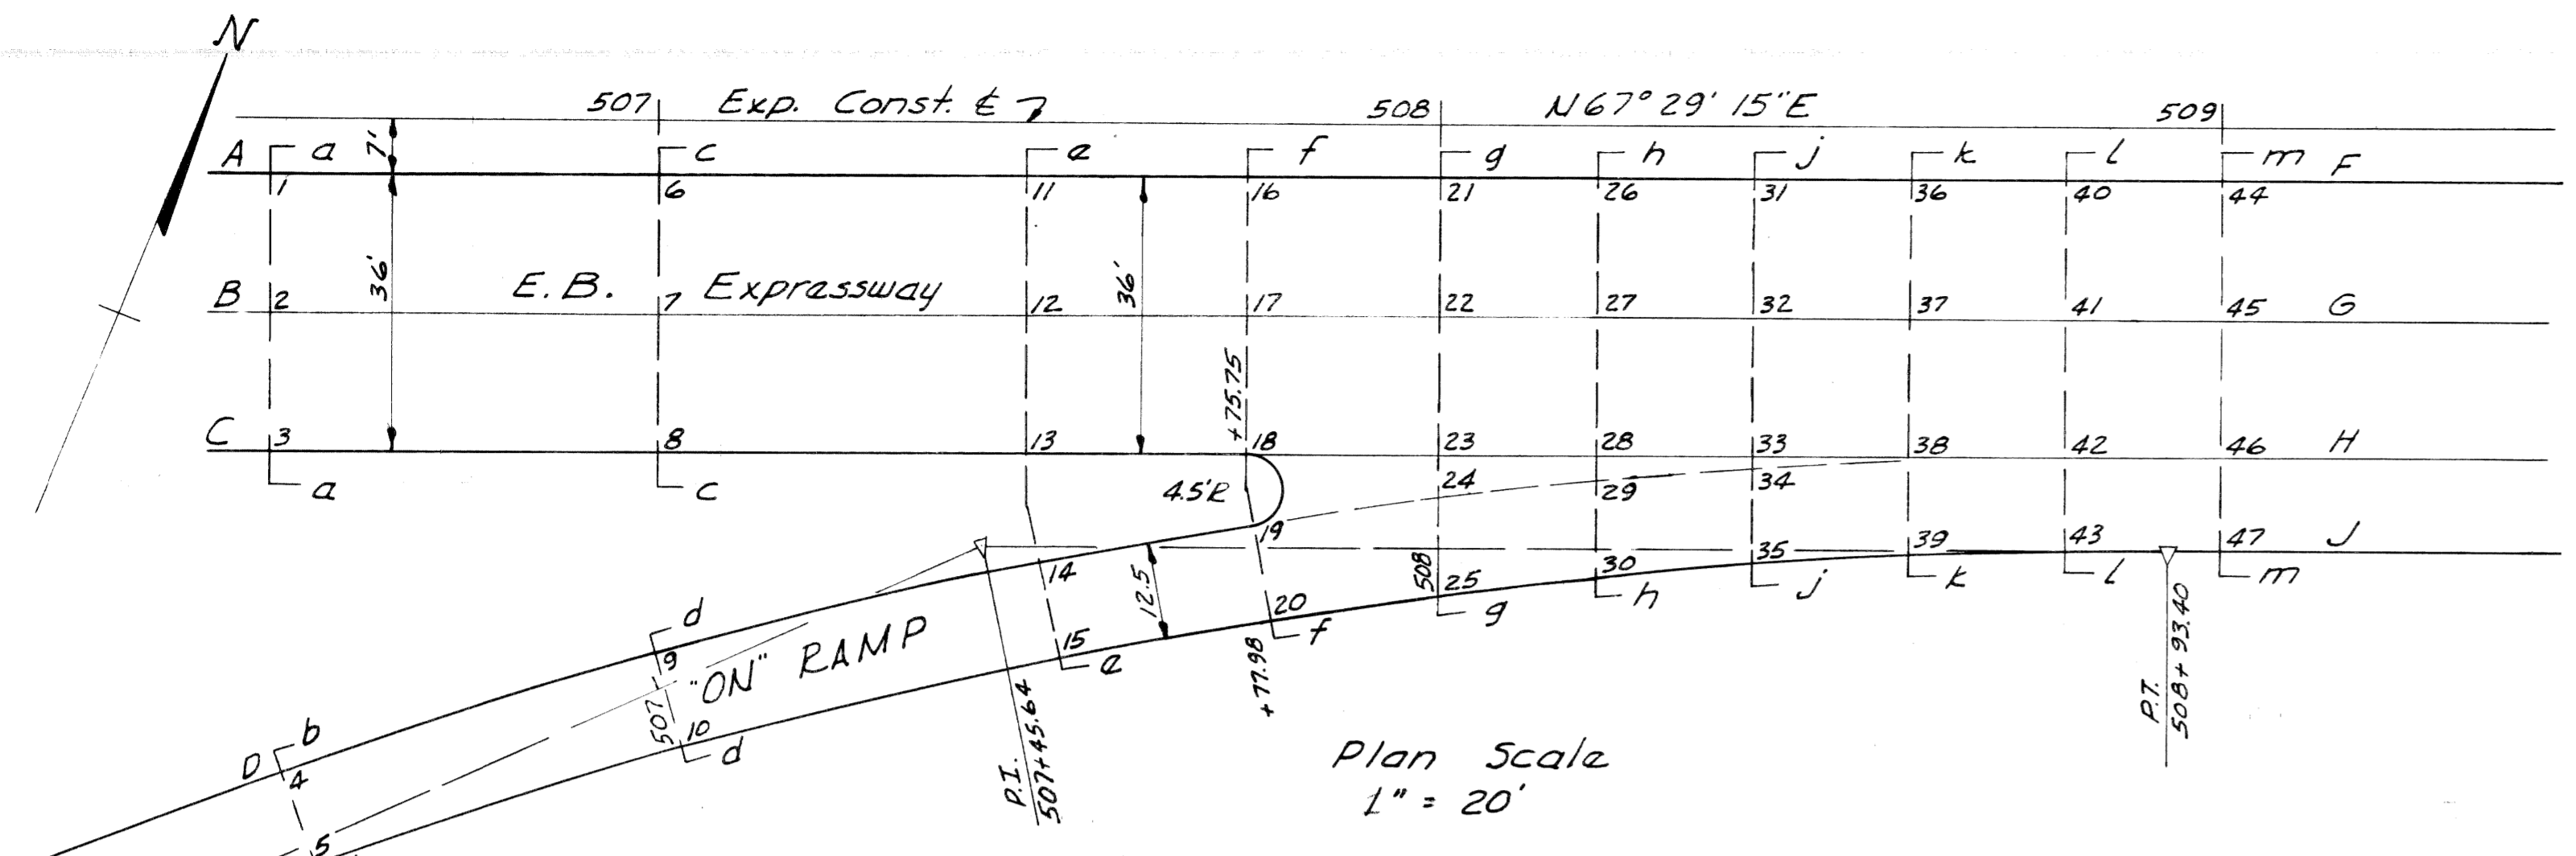 N
507 Exp. Const. ℄ 508 N 67° 29' 15" E 509
7'
A a c e f g h j k l m F
1 6 11 16 21 26 31 36 40 44
36' 36'
B 2 E.B. 7 Expressway 12 17 22 27 32 37 41 45 G
+75.75
C 3 8 13 18 23 28 33 38 42 46 H
a c 4.5'R 24 29 34
19
14 12.5 508 25 30 35 39 43 47 J
g h j k l m
d 20 f
9 "ON" RAMP 15 e +77.98
507 10 d
P.I.
507+45.64
P.T.
508+93.40
D b
4
5
Plan Scale
1" = 20'